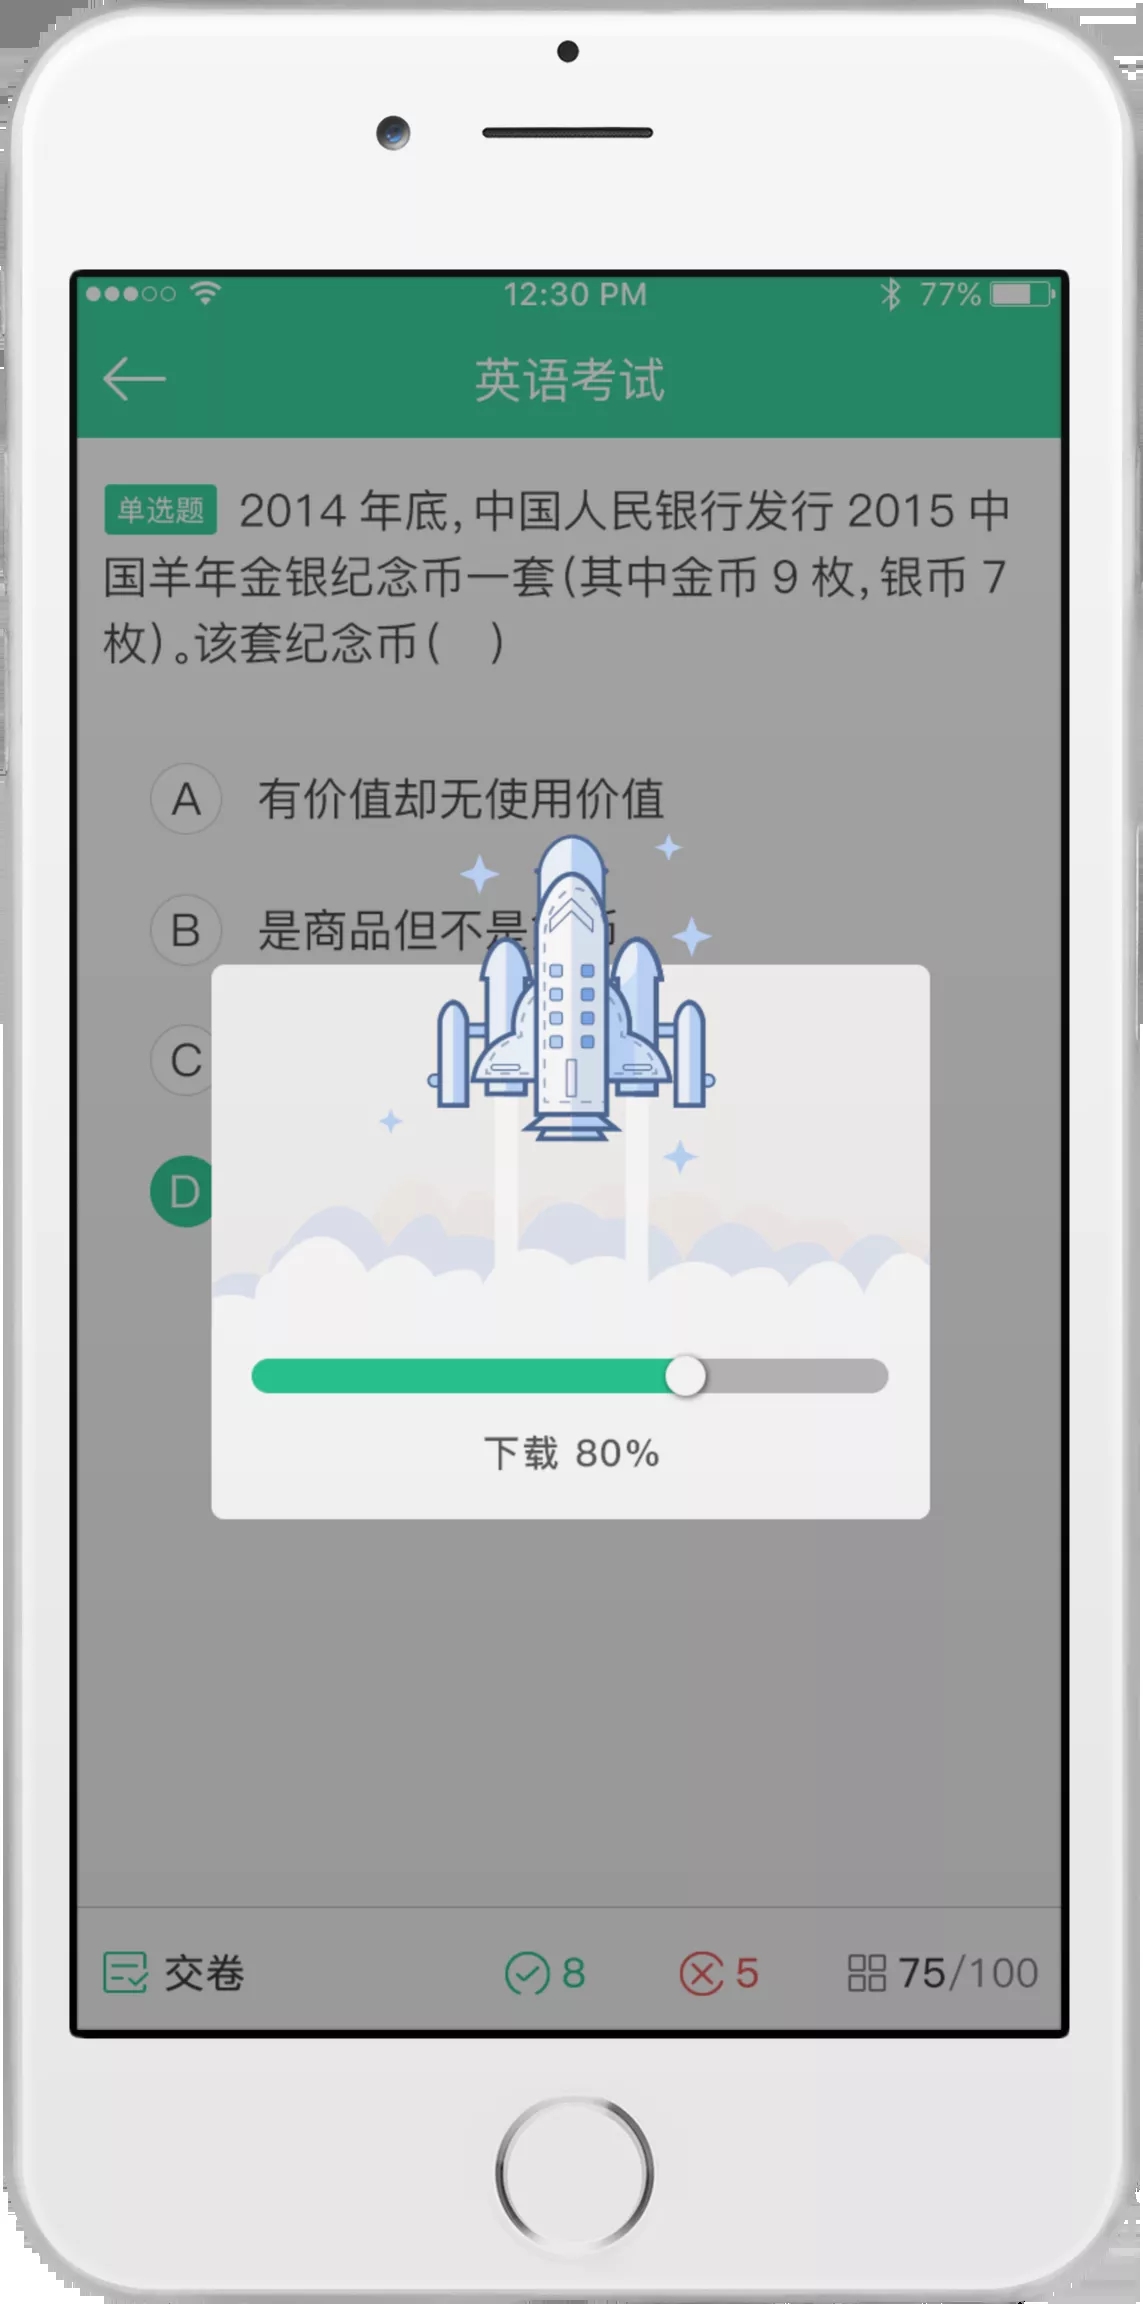 12:30 PM 77%
英语考试
单选题 2014 年底，中国人民银行发行 2015 中
国羊年金银纪念币一套（其中金币 9 枚，银币 7
枚）。该套纪念币（ ）
A 有价值却无使用价值
B 是商品但不是
C
D
下载 80%
交卷 8 5 75/100